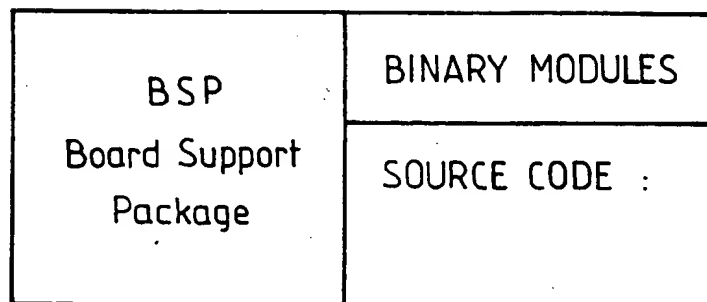 BSP
Board Support
Package
BINARY MODULES
SOURCE CODE :